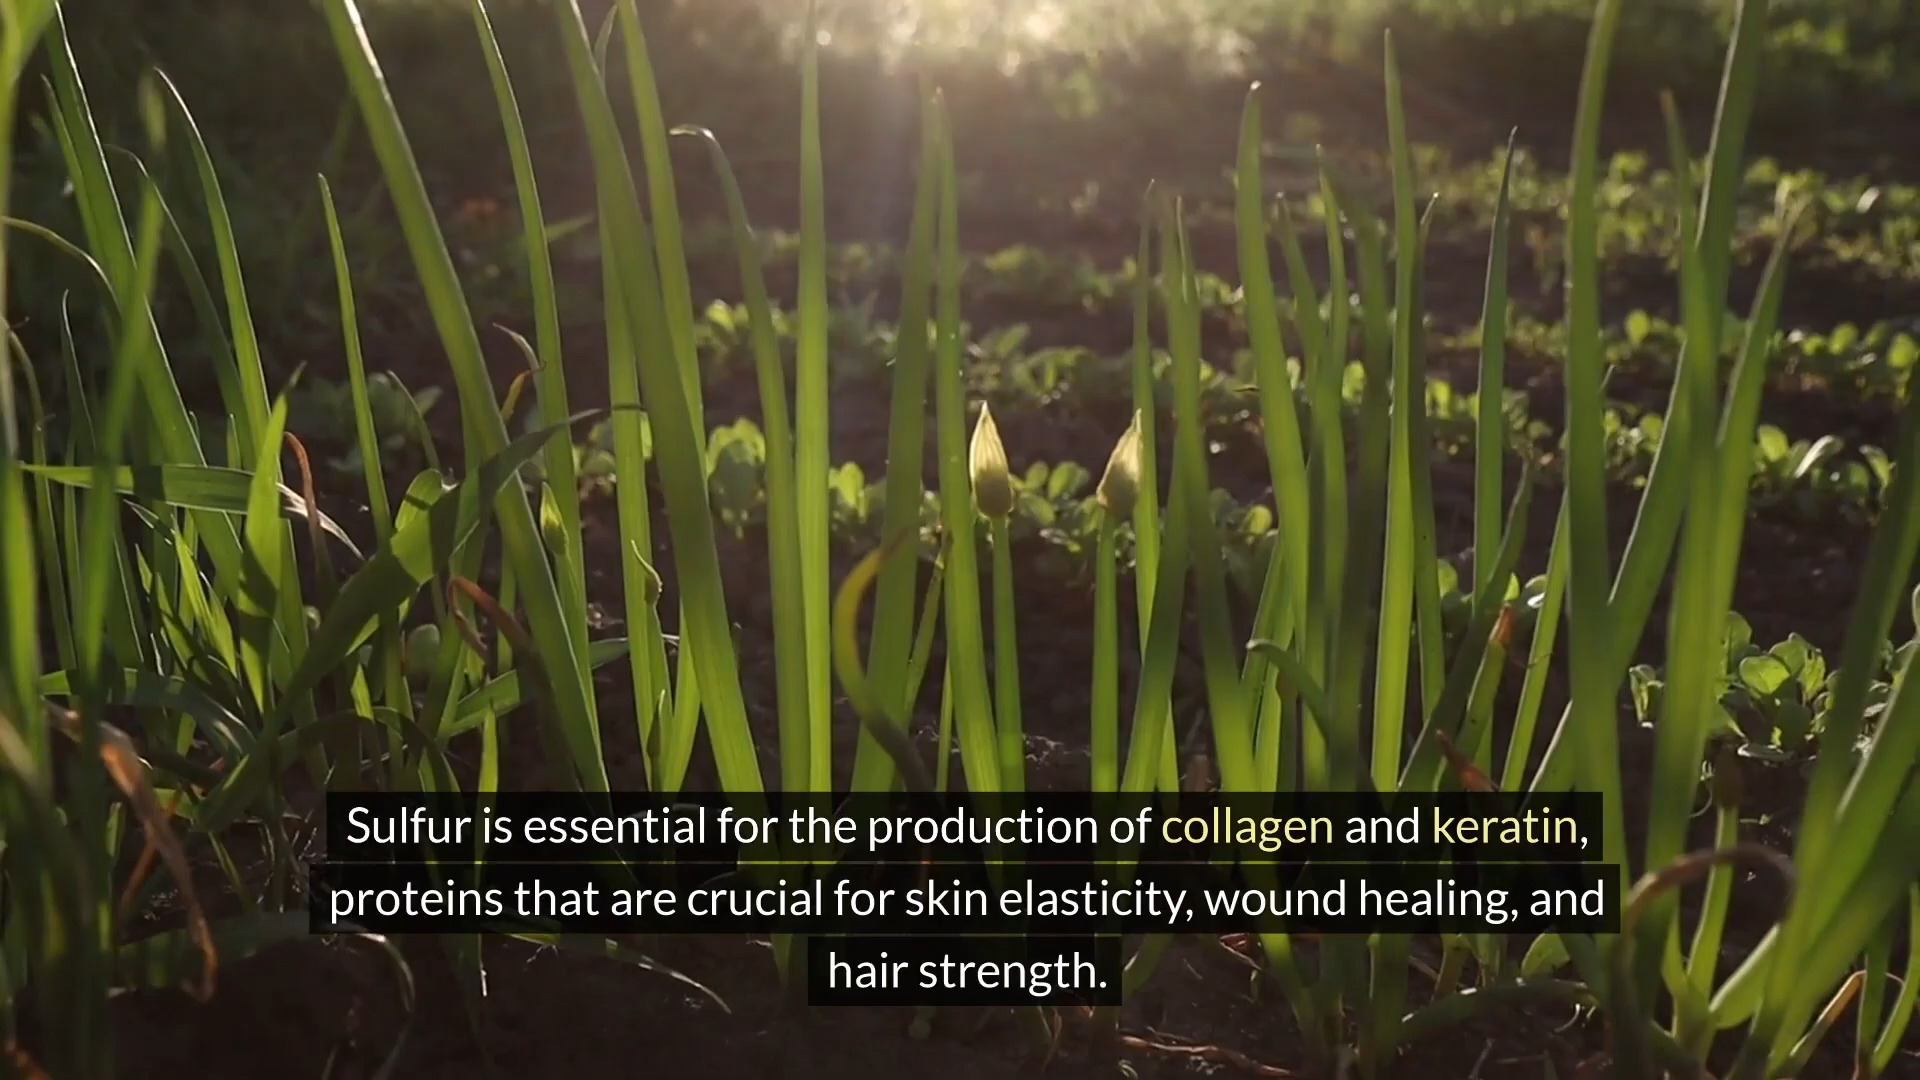 Sulfur is essential for the production of collagen and keratin,
proteins that are crucial for skin elasticity, wound healing, and
hair strength.